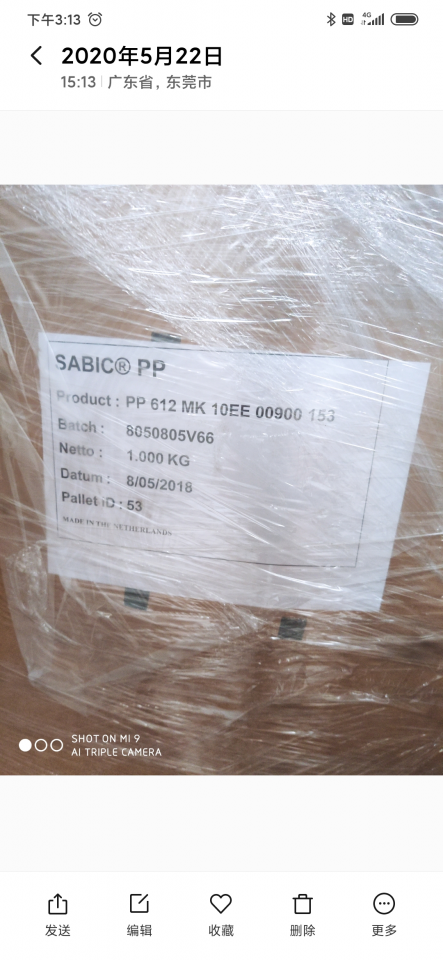 下午3:13
HD 4G
2020年5月22日
15:13 | 广东省, 东莞市
SABIC® PP
Product : PP 612 MK 10EE 00900 153
Batch : 8050805V66
Netto : 1.000 KG
Datum : 8/05/2018
Pallet iD : 53
MADE IN THE NETHERLANDS
SHOT ON MI 9
AI TRIPLE CAMERA
发送 编辑 收藏 删除 更多